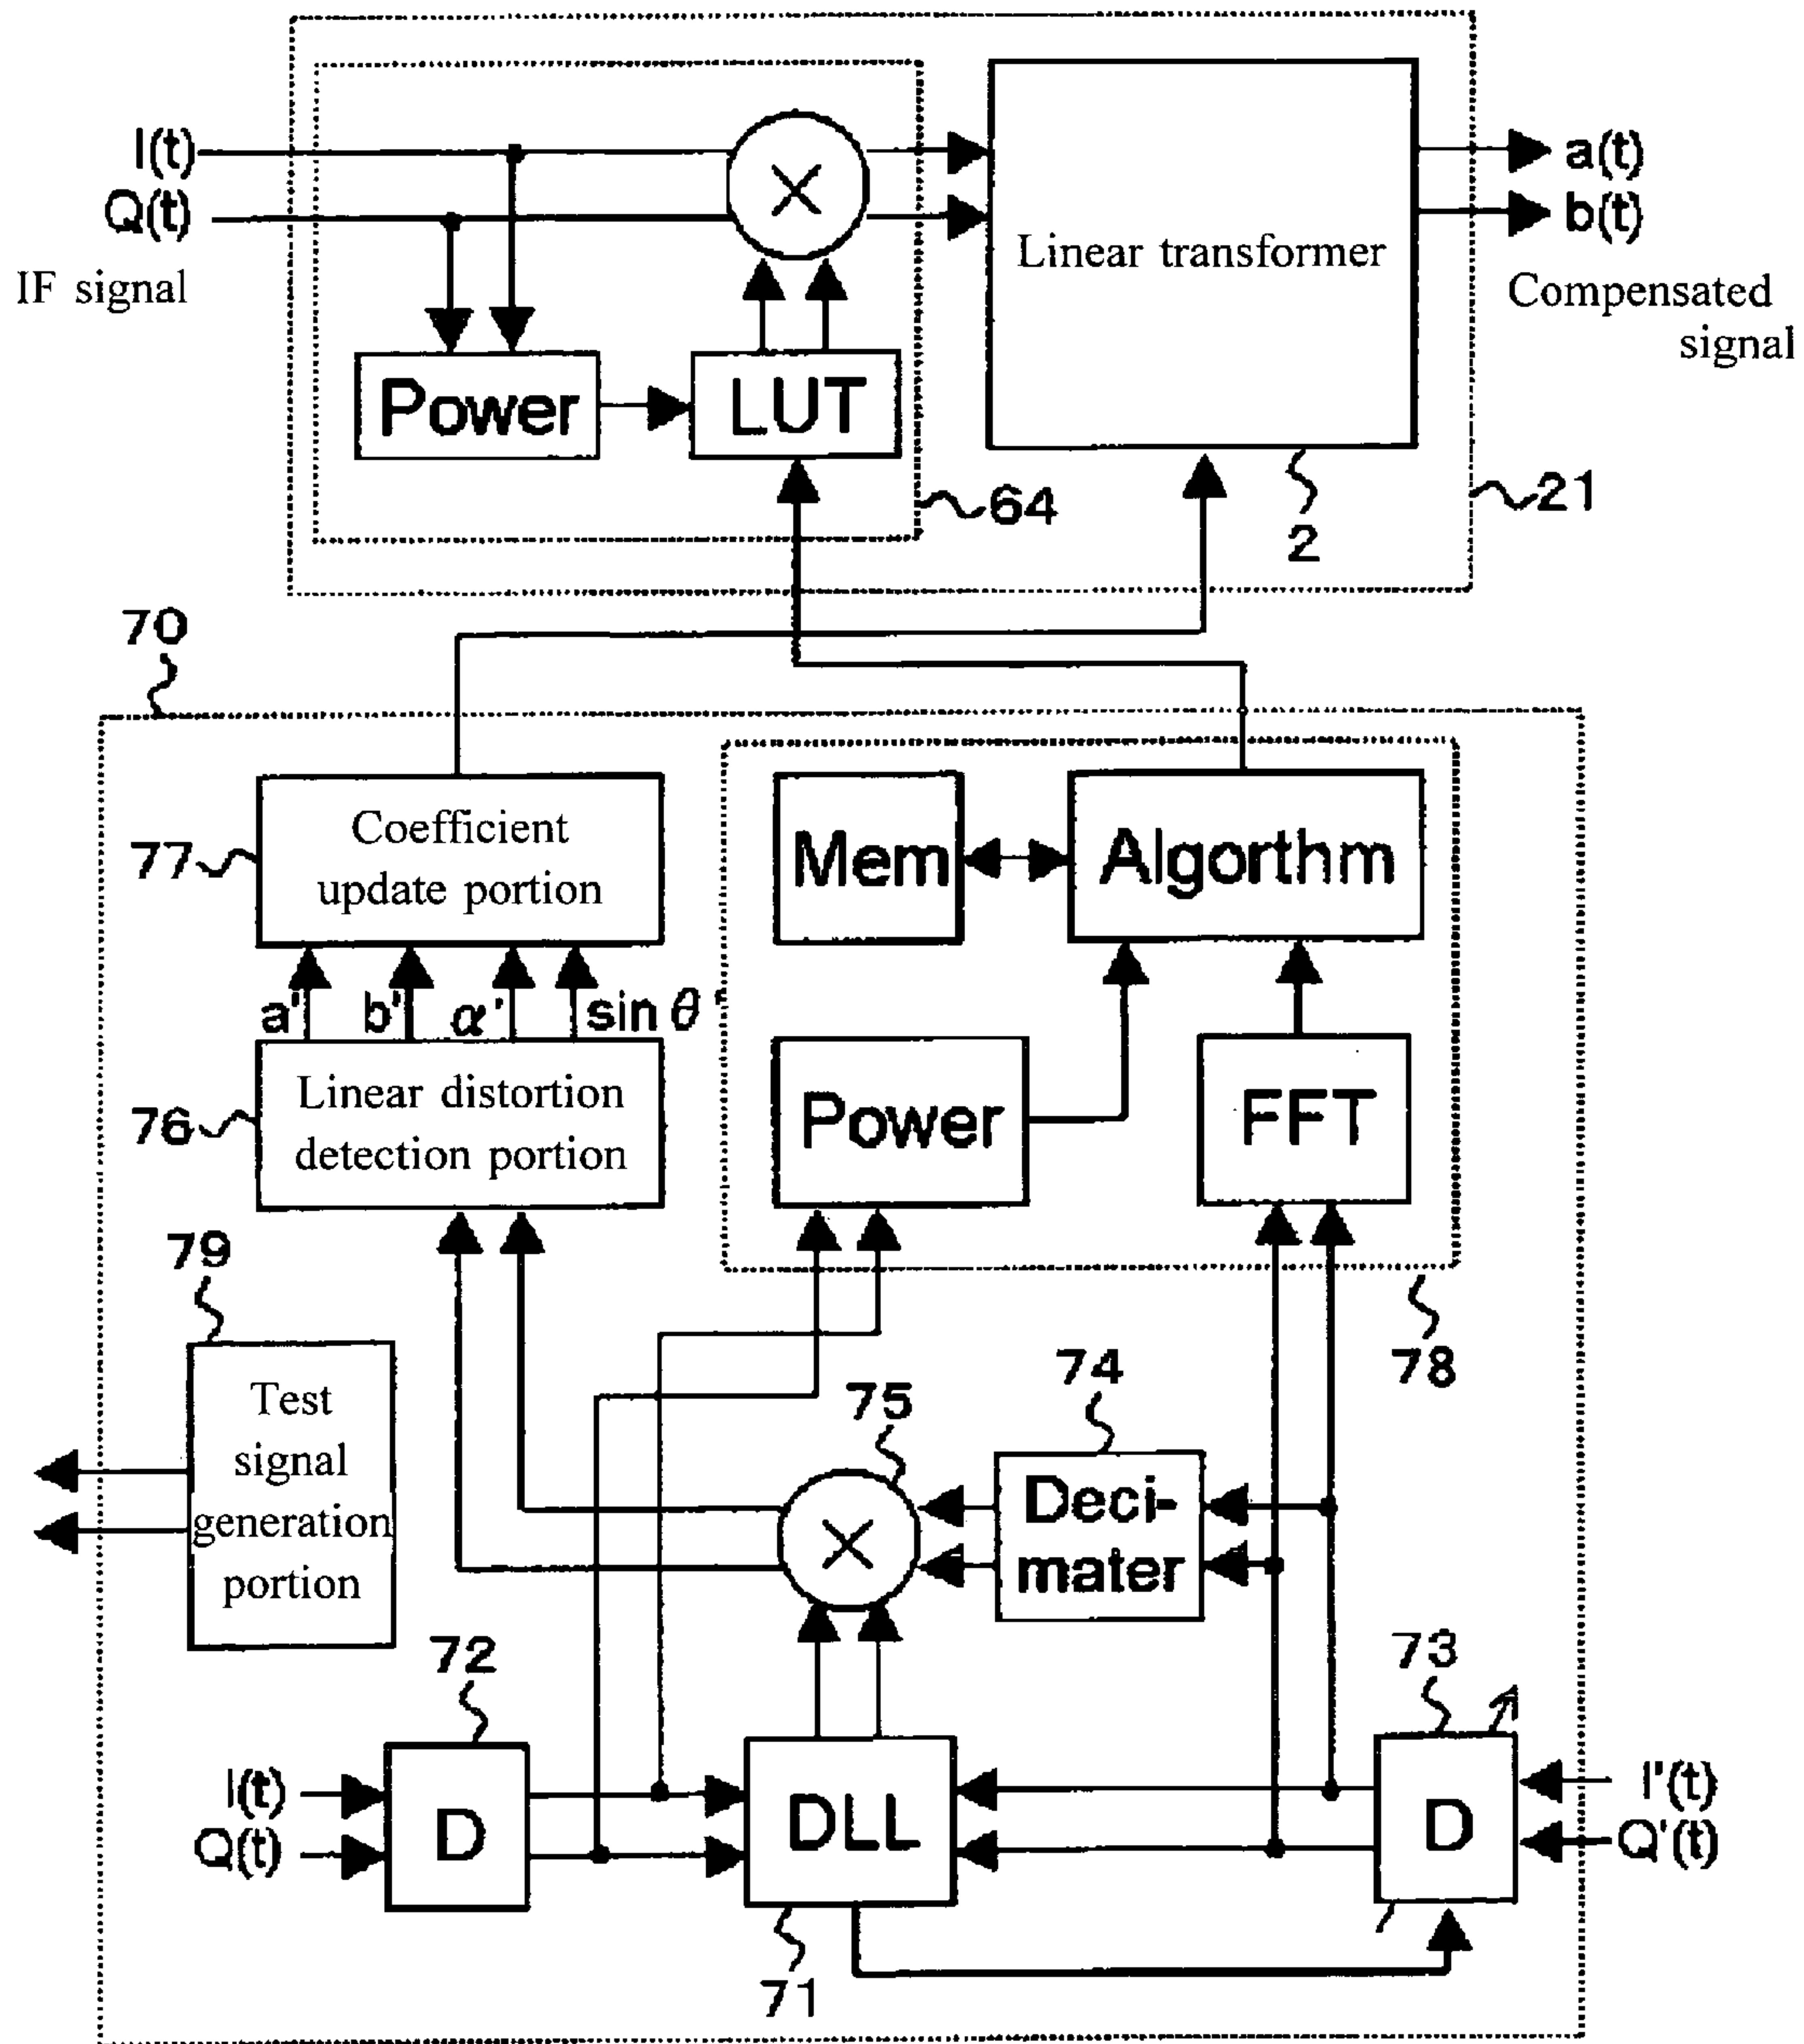 I(t)
Q(t)
IF signal
Power
LUT
Linear transformer
a(t)
b(t)
Compensated
signal
64
2
21
70
Coefficient
update portion
77
Mem
Algorthm
a'
b'
α'
sin θ'
Linear distortion
detection portion
76
Power
FFT
78
79
Test
signal
generation
portion
75
74
Deci-
mater
72
73
I(t)
Q(t)
D
DLL
D
I'(t)
Q'(t)
71